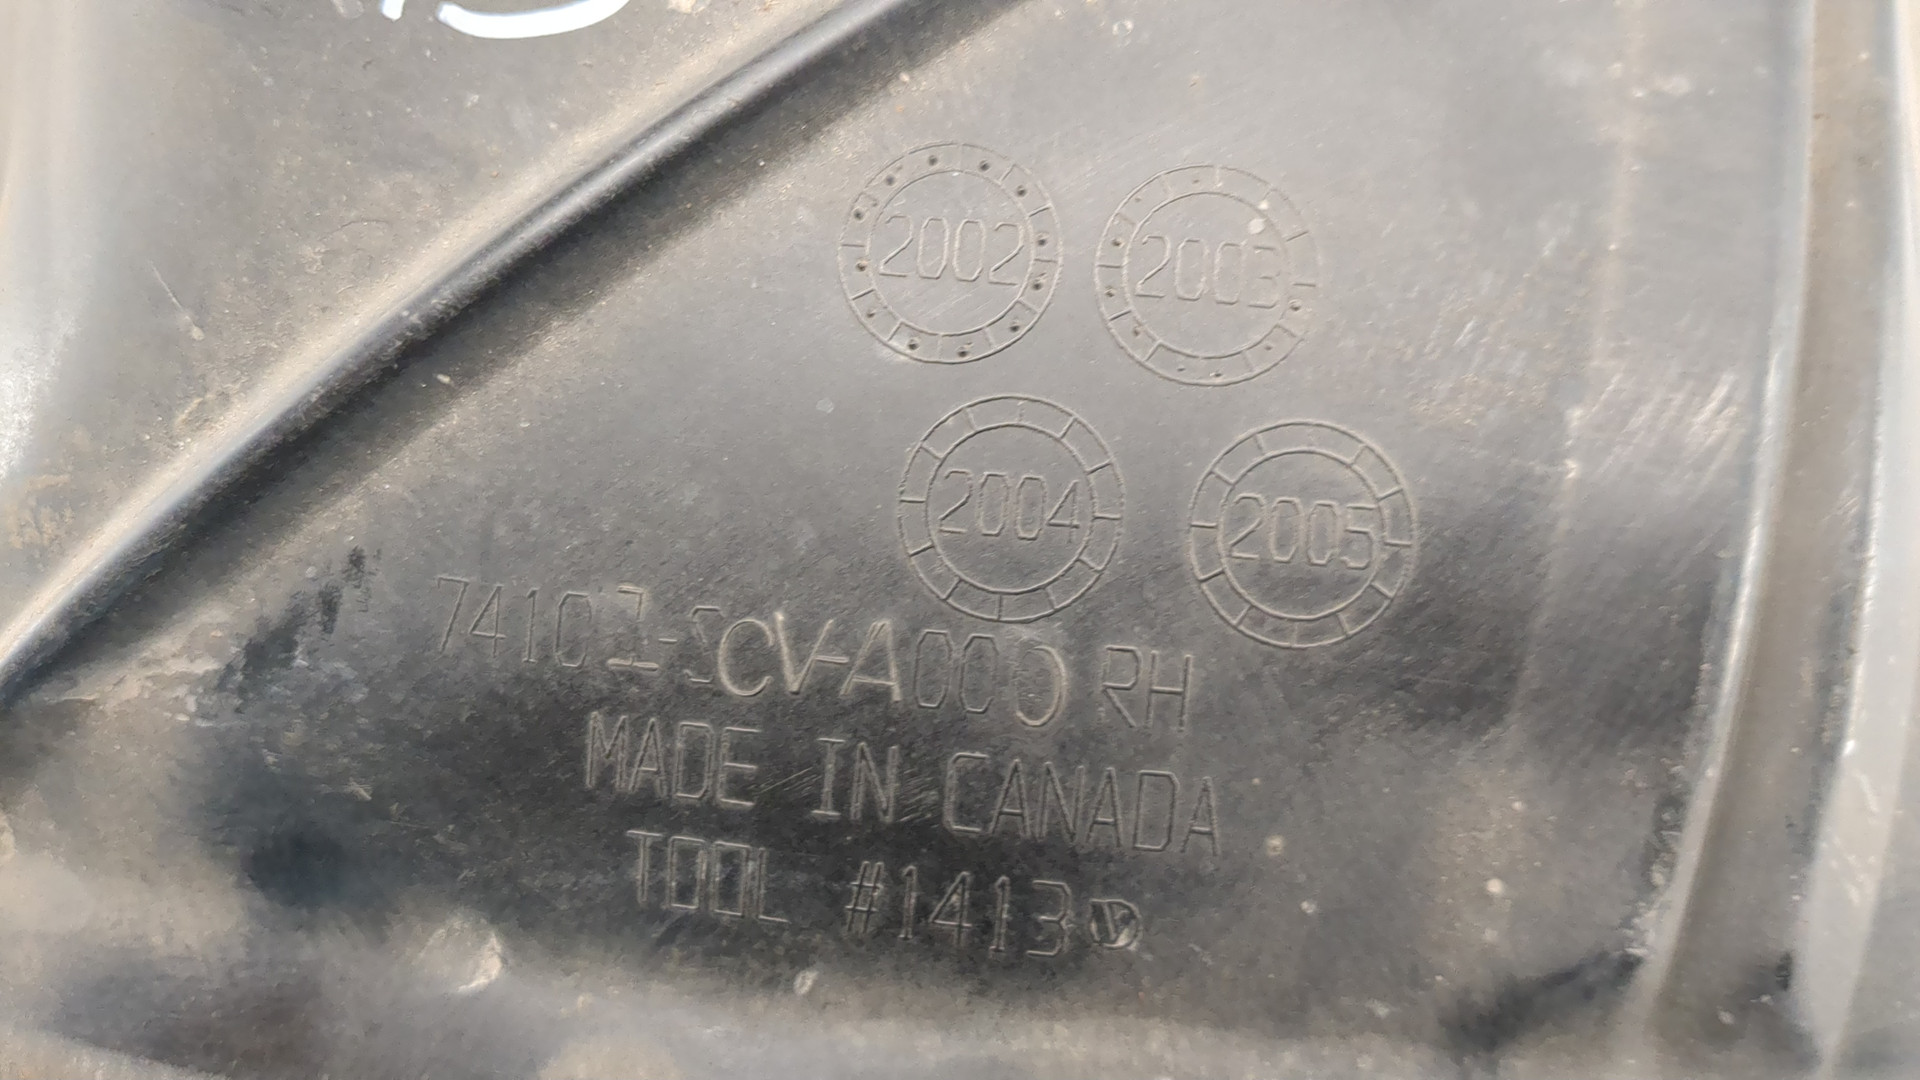 2002 2003
2004 2005
74101-SCV-A000 RH
MADE IN CANADA
TOOL #1413